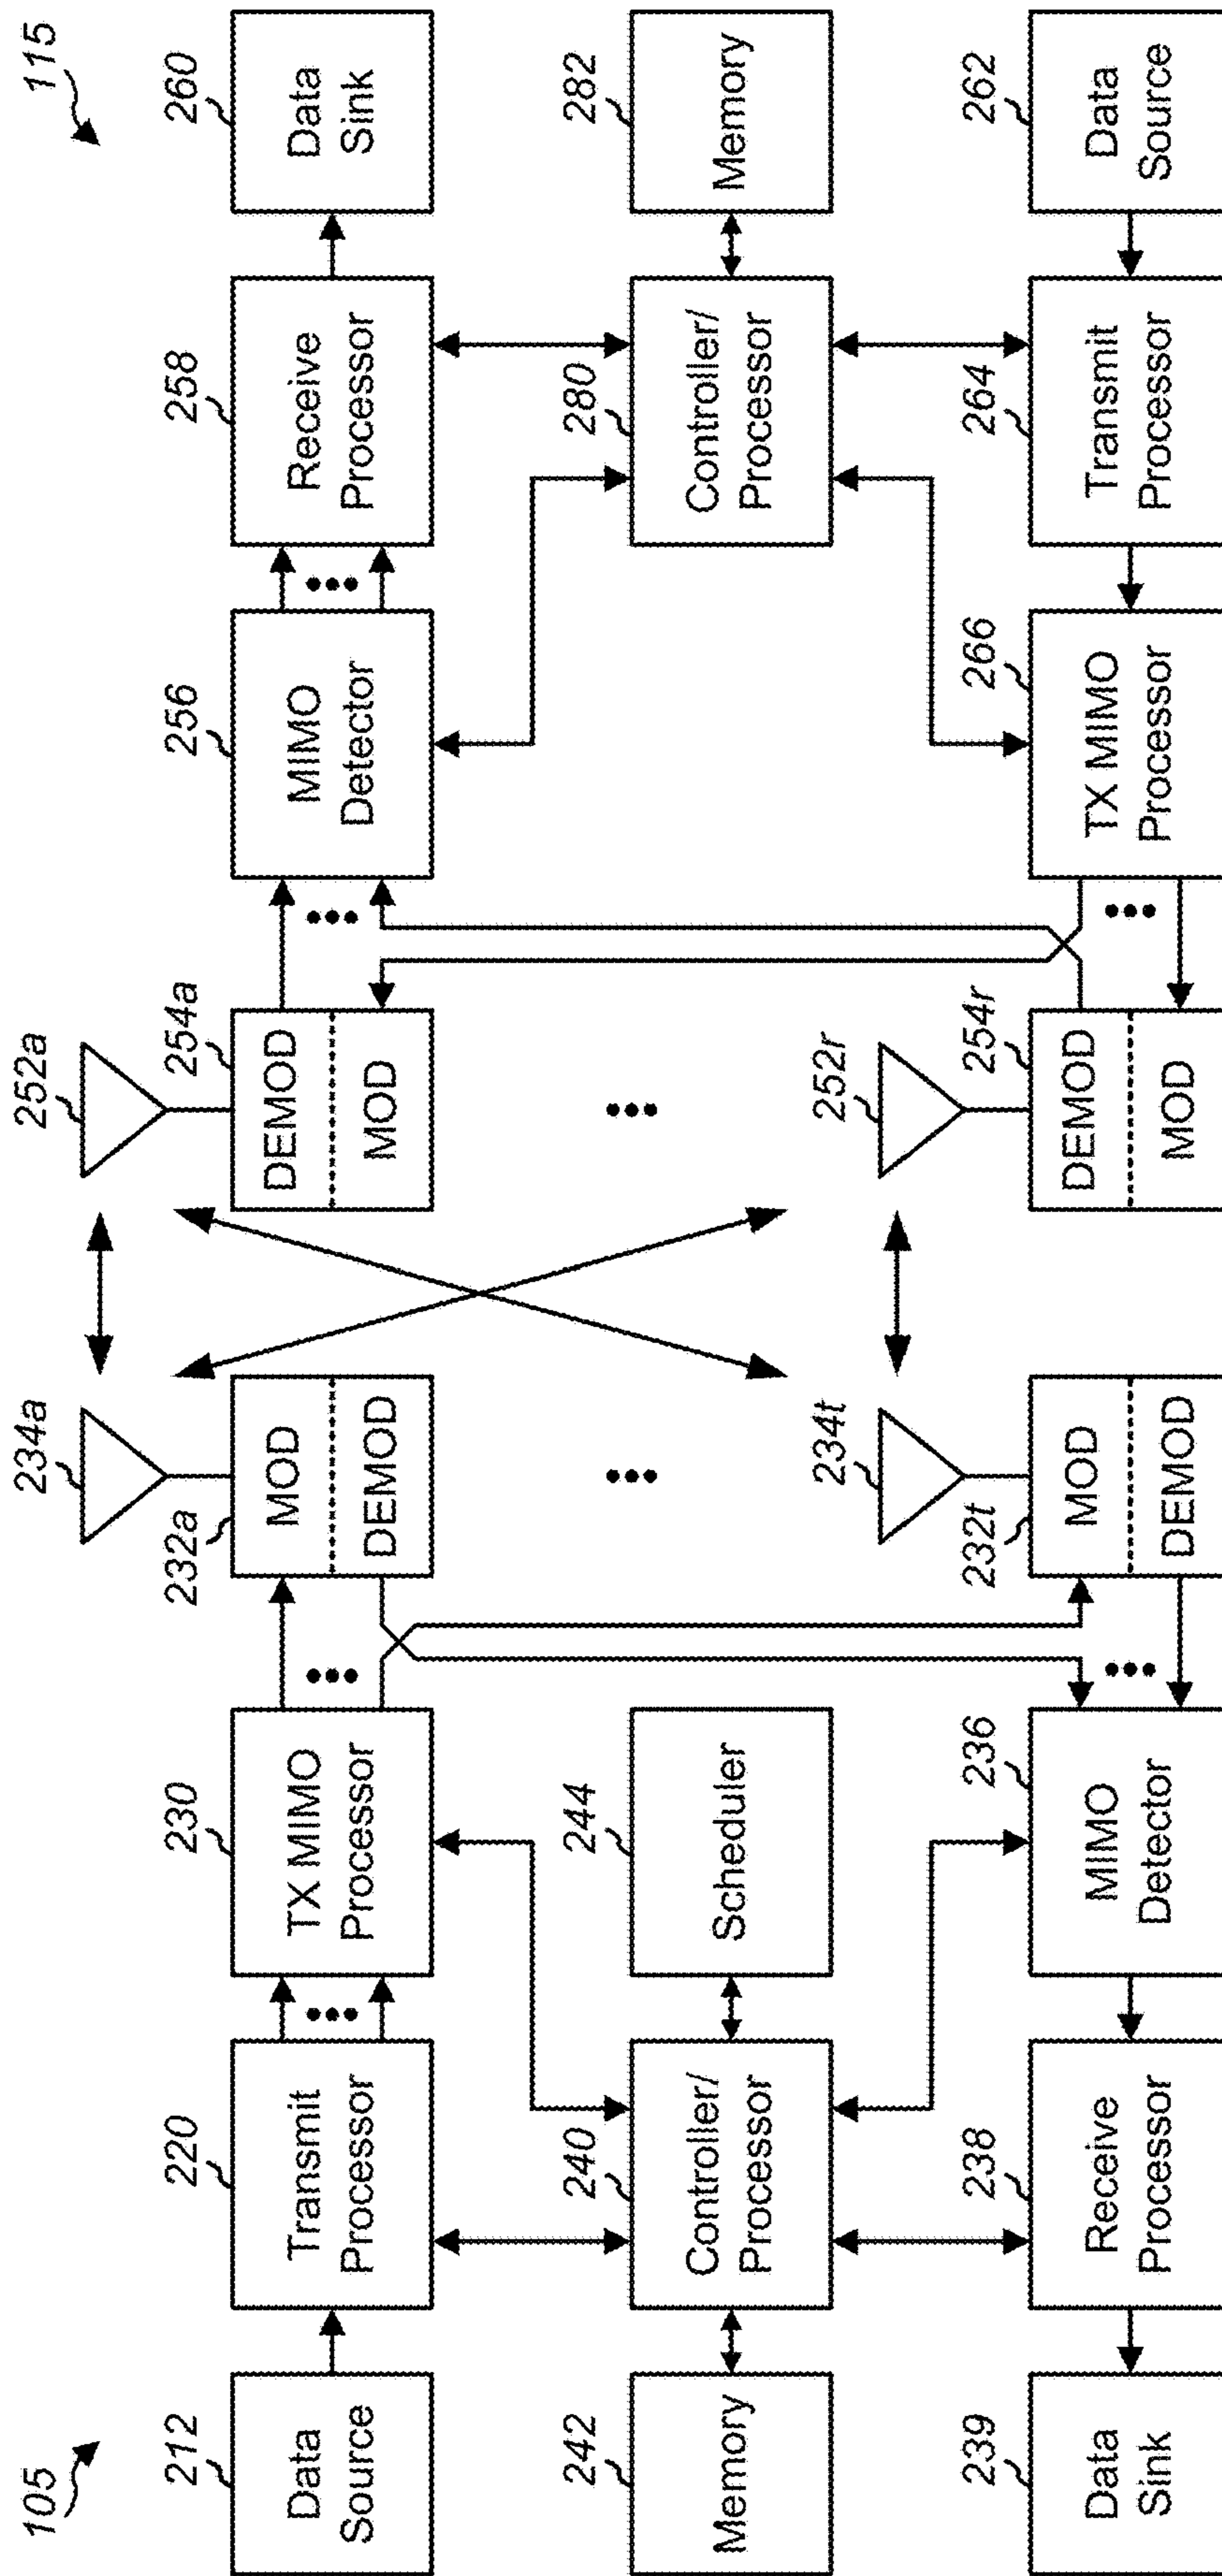 105
115
212
Data
Source
220
Transmit
Processor
230
TX MIMO
Processor
234a
232a
MOD
DEMOD
252a
254a
DEMOD
MOD
256
MIMO
Detector
258
Receive
Processor
260
Data
Sink
242
Memory
240
Controller/
Processor
244
Scheduler
280
Controller/
Processor
282
Memory
239
Data
Sink
238
Receive
Processor
236
MIMO
Detector
234t
232t
MOD
DEMOD
252r
254r
DEMOD
MOD
266
TX MIMO
Processor
264
Transmit
Processor
262
Data
Source